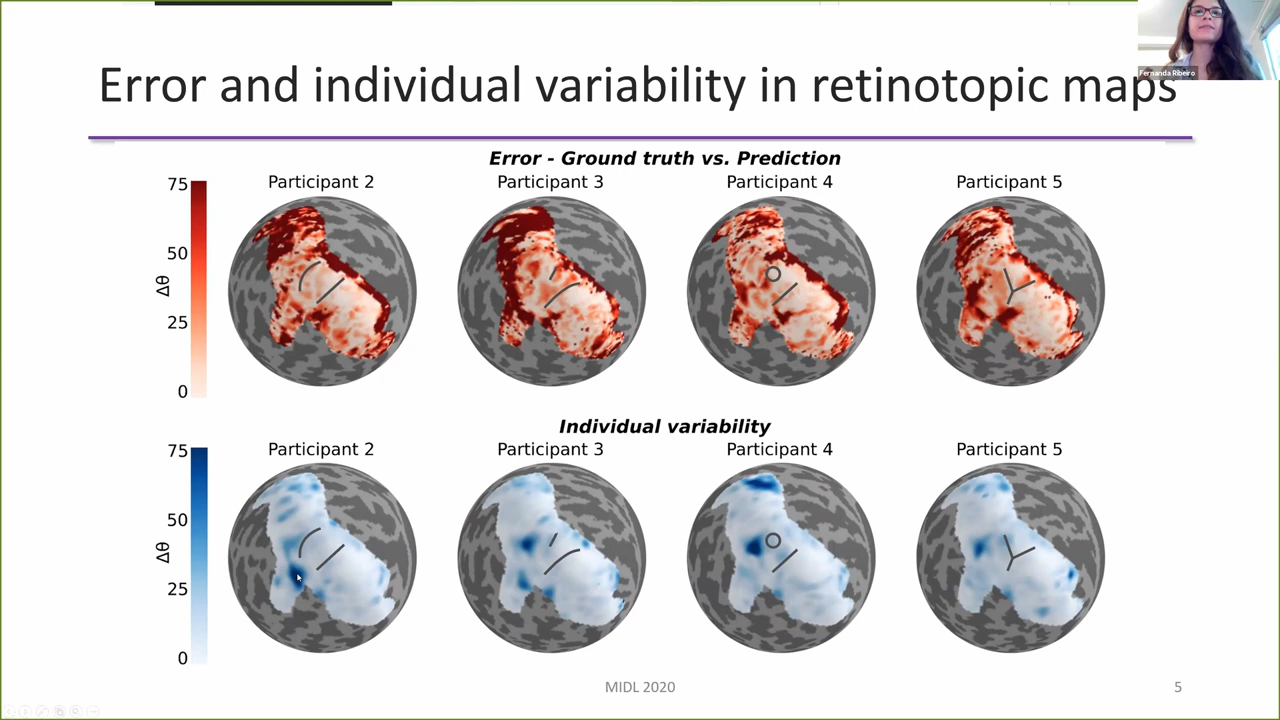 Fernanda Ribeiro
Error and individual variability in retinotopic maps
Error - Ground truth vs. Prediction
Participant 2
Participant 3
Participant 4
Participant 5
75
50
25
0
Δθ
Individual variability
Participant 2
Participant 3
Participant 4
Participant 5
75
50
25
0
Δθ
MIDL 2020
5